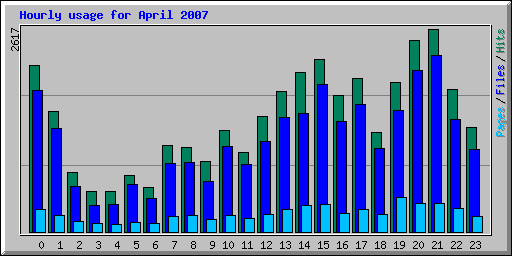 Hourly usage for April 2007
2617
Pages/Files/Hits
0 1 2 3 4 5 6 7 8 9 10 11 12 13 14 15 16 17 18 19 20 21 22 23